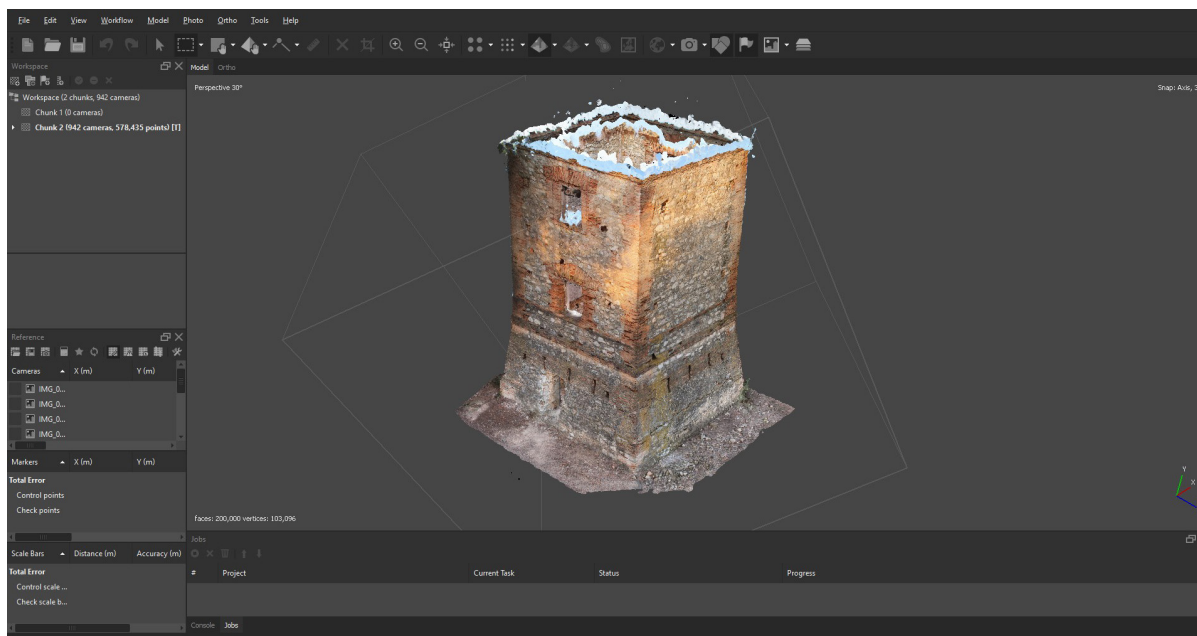 File Edit View Workflow Model Photo Ortho Tools Help
Workspace
Model Ortho
Workspace (2 chunks, 942 cameras)
Chunk 1 (0 cameras)
Chunk 2 (942 cameras, 578,435 points) [T]
Perspective 30°
Snap: Axis, 3
Reference
Cameras X (m) Y (m)
IMG_0...
IMG_0...
IMG_0...
IMG_0...
Markers X (m) Y (m)
Total Error
Control points
Check points
faces: 200,000 vertices: 103,096
Y
X
Jobs
Scale Bars Distance (m) Accuracy (m)
# Project Current Task Status Progress
Total Error
Control scale ...
Check scale b...
Console Jobs